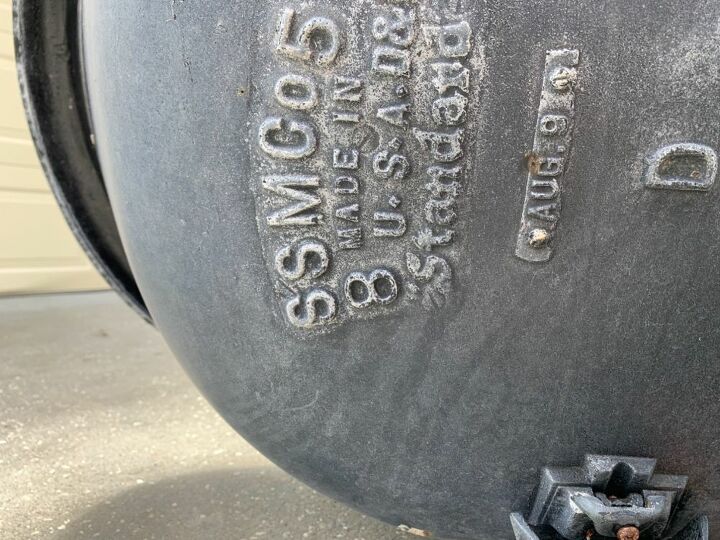 SSMCo5
MADE IN
8 U.S.A.D&
Standard
AUG.9
D